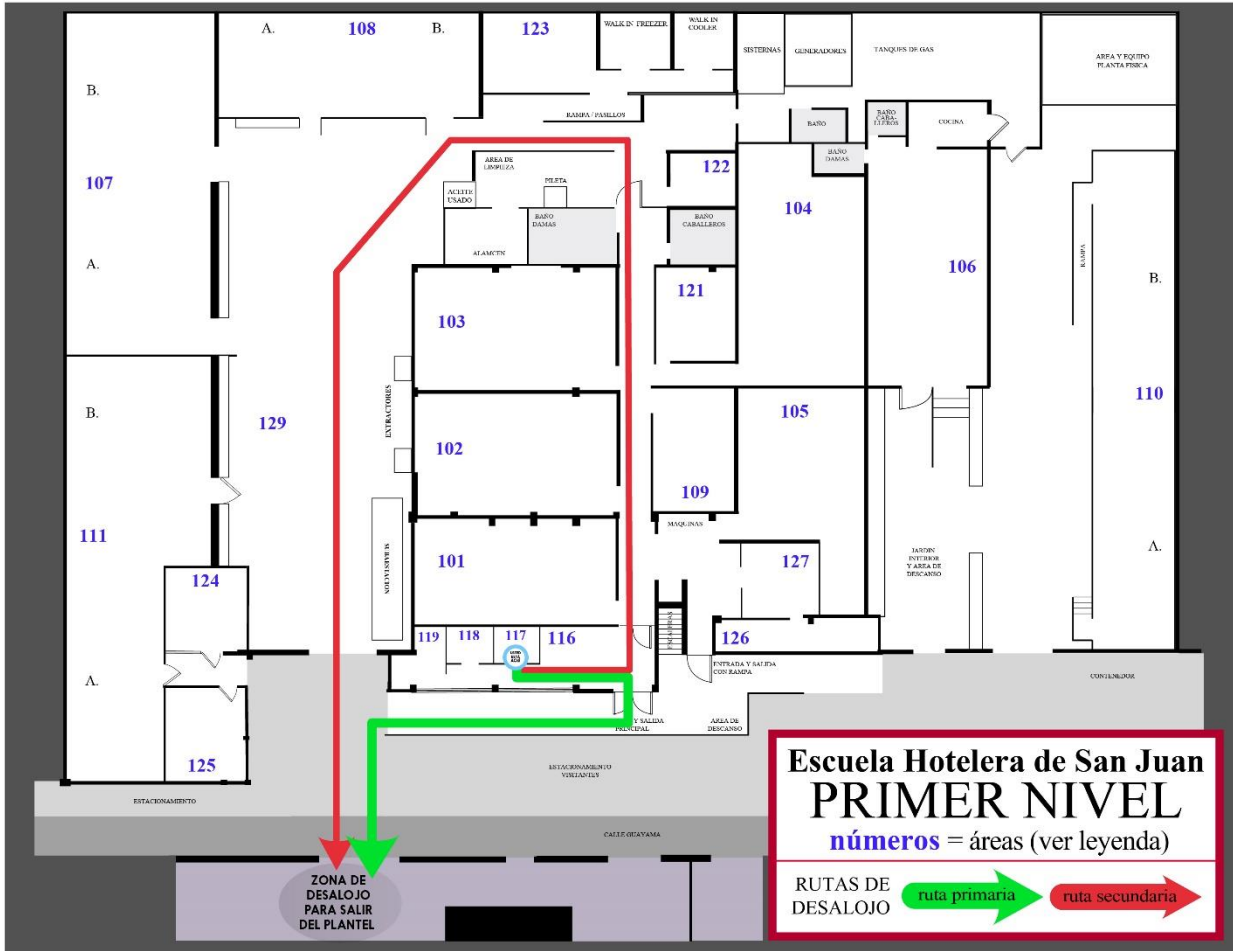 A.
108
B.
123
WALK IN FREEZER
WALK IN
COOLER
SISTERNAS
GENERADORES
TANQUES DE GAS
AREA Y EQUIPO
PLANTA FISICA
B.
RAMPA / PASILLOS
BAÑO
BAÑO
CABA-
LLEROS
COCINA
107
AREA DE
LIMPIEZA
ACEITE
USADO
PILETA
122
BAÑO
DAMAS
104
BAÑO
DAMAS
BAÑO
CABALLEROS
ALAMCEN
A.
106
RAMPA
B.
103
121
B.
129
EXTRACTORES
102
105
110
109
111
MAQUINAS
101
SUBAESTACION
127
JARDIN
INTERIOR
Y AREA DE
DESCANSO
A.
124
119
118
117
116
ESCALERAS
126
A.
ENTRADA Y SALIDA
CON RAMPA
CONTENEDOR
Y SALIDA
PRINCIPAL
AREA DE
DESCANSO
125
ESTACIONAMIENTO
VISITANTES
ESTACIONAMIENTO
CALLE GUAYAMA
ZONA DE
DESALOJO
PARA SALIR
DEL PLANTEL
Escuela Hotelera de San Juan
PRIMER NIVEL
números = áreas (ver leyenda)
RUTAS DE
DESALOJO
ruta primaria
ruta secundaria